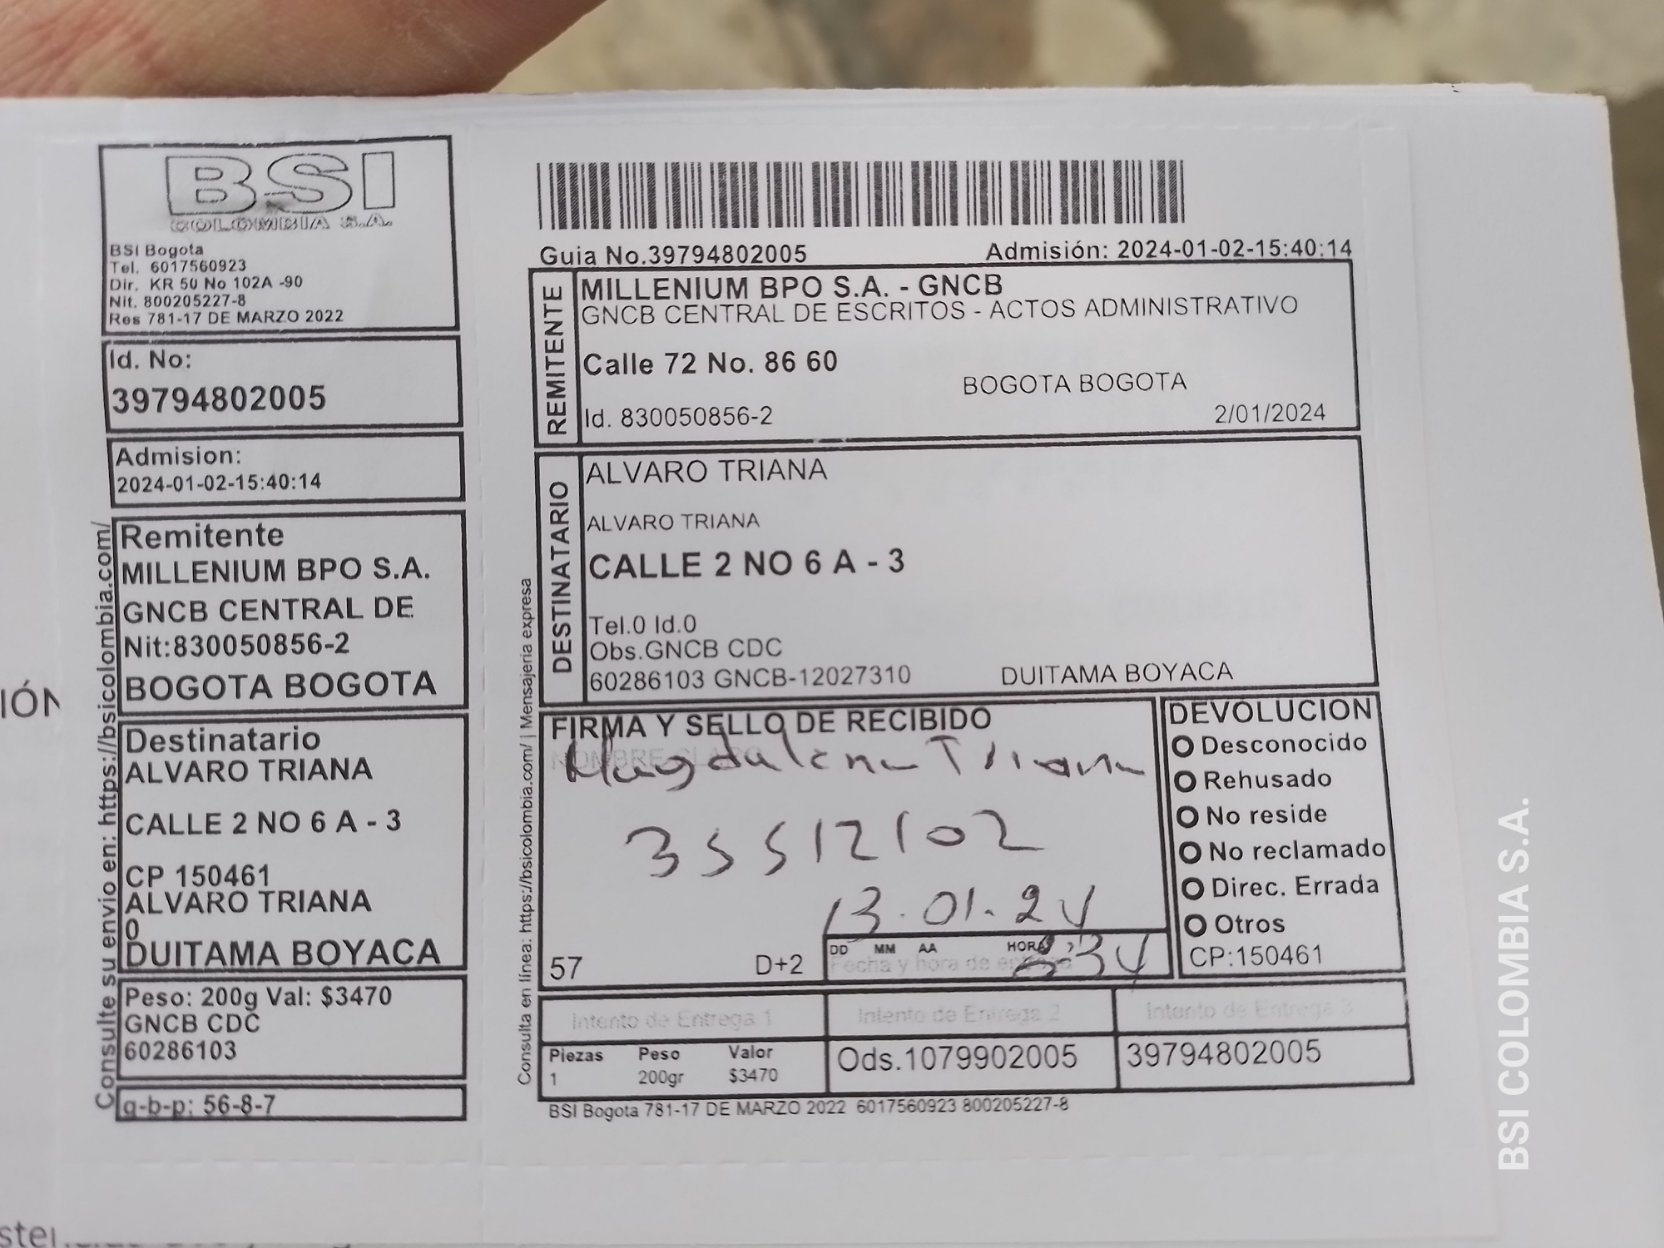 BSI
COLOMBIA S.A.
BSI Bogota
Tel. 6017560923
Dir. KR 50 No 102A -90
Nit. 800205227-8
Res 781-17 DE MARZO 2022
Id. No:
39794802005
Admision:
2024-01-02-15:40:14
Remitente
MILLENIUM BPO S.A.
GNCB CENTRAL DE
Nit:830050856-2
BOGOTA BOGOTA
Destinatario
ALVARO TRIANA
CALLE 2 NO 6 A - 3
CP 150461
ALVARO TRIANA
0
DUITAMA BOYACA
Peso: 200g Val: $3470
GNCB CDC
60286103
g-b-p: 56-8-7
Consulte su envio en: https://bsicolombia.com/
Guia No.39794802005 Admisión: 2024-01-02-15:40:14
REMITENTE
MILLENIUM BPO S.A. - GNCB
GNCB CENTRAL DE ESCRITOS - ACTOS ADMINISTRATIVO
Calle 72 No. 86 60
BOGOTA BOGOTA
Id. 830050856-2 2/01/2024
DESTINATARIO
ALVARO TRIANA
ALVARO TRIANA
CALLE 2 NO 6 A - 3
Tel.0 Id.0
Obs.GNCB CDC
60286103 GNCB-12027310 DUITAMA BOYACA
FIRMA Y SELLO DE RECIBIDO
NOMBRE CLARO
Magdalena Triana
35512102
13.01.24
57 D+2
DD MM AA HORA
Fecha y hora de
:34
DEVOLUCION
Desconocido
Rehusado
No reside
No reclamado
Direc. Errada
Otros
CP:150461
Intento de Entrega 1 Intento de Entrega 2 Intento de Entrega 3
Piezas Peso Valor
1 200gr $3470
Ods.1079902005 39794802005
BSI Bogota 781-17 DE MARZO 2022 6017560923 800205227-8
Consulta en línea: https://bsicolombia.com/ | Mensajeria expresa
IÓN
BSI COLOMBIA S.A.